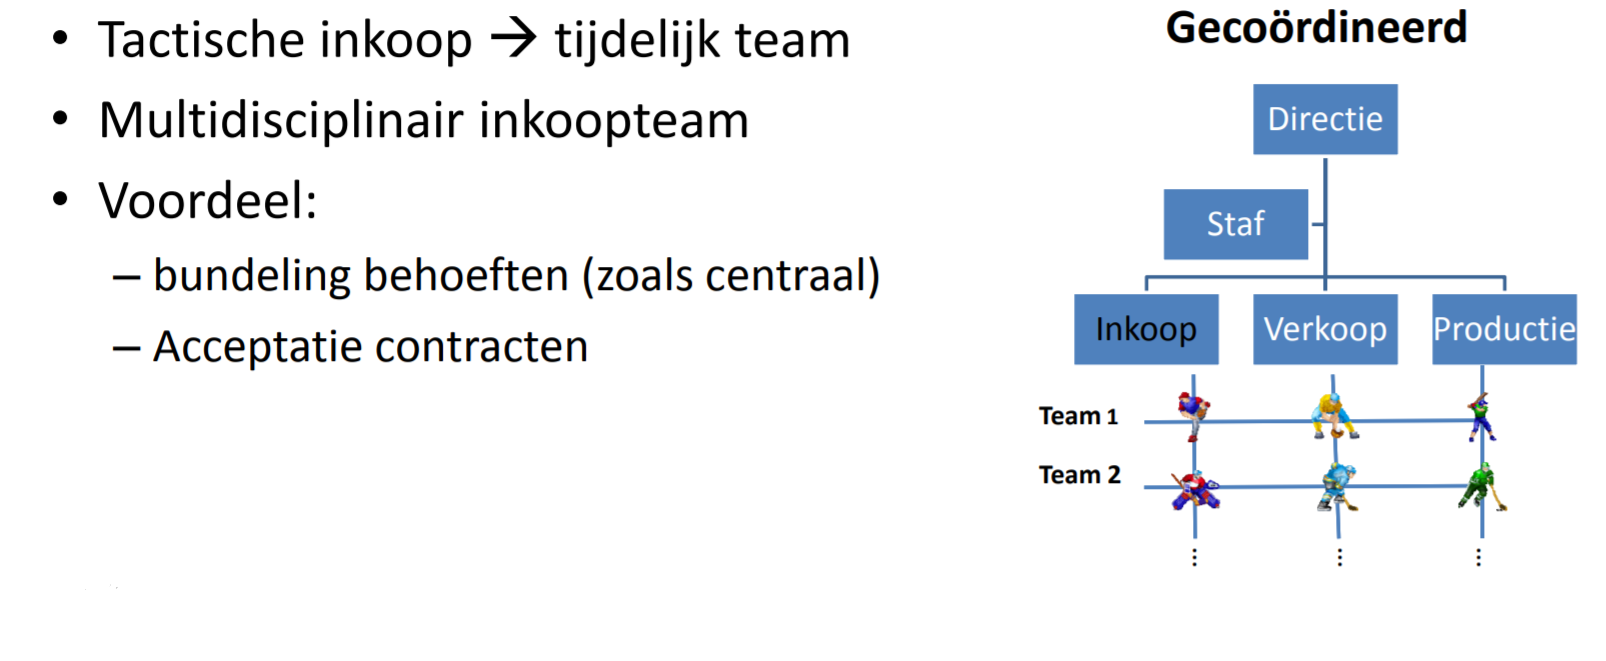 • Tactische inkoop → tijdelijk team
• Multidisciplinair inkoopteam
• Voordeel:
– bundeling behoeften (zoals centraal)
– Acceptatie contracten
Gecoördineerd
Directie
Staf
Inkoop Verkoop Productie
Team 1
Team 2
⋮ ⋮ ⋮